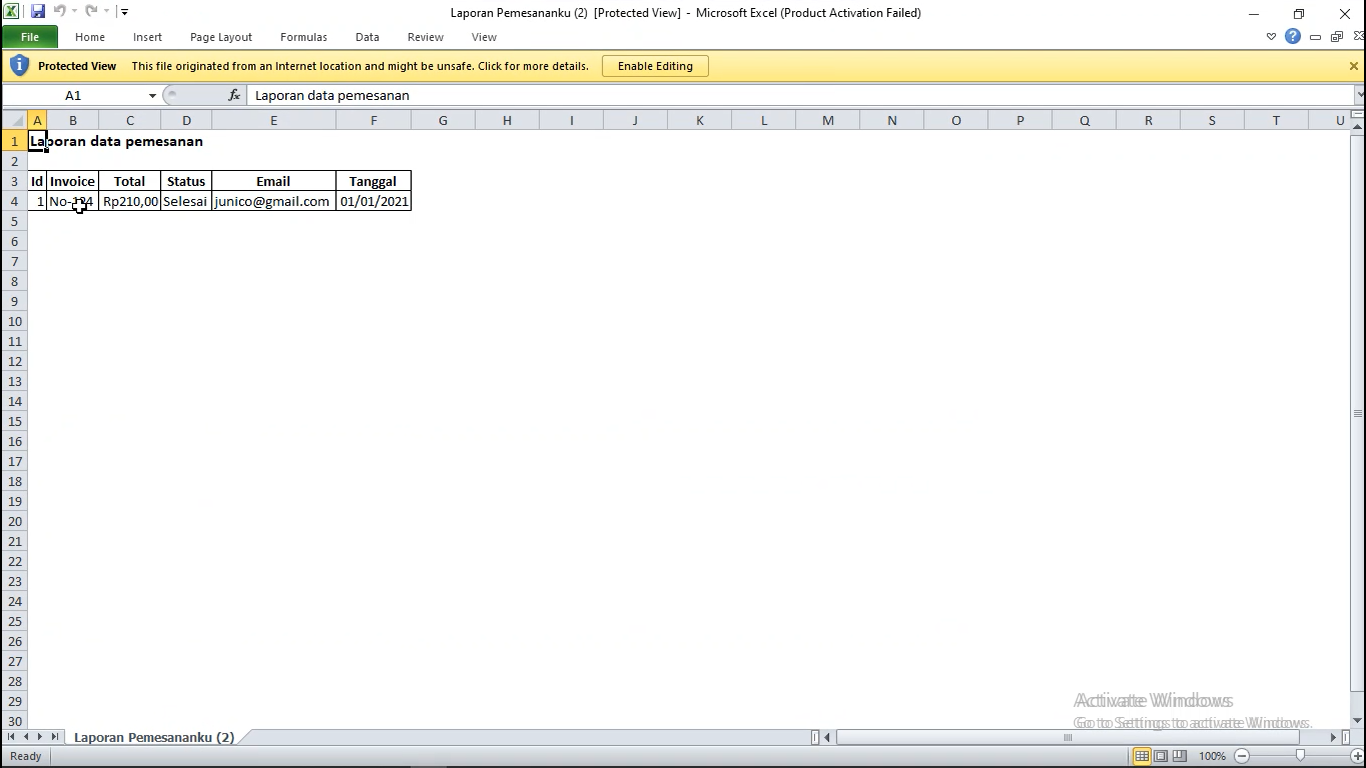 Laporan Pemesananku (2) [Protected View] - Microsoft Excel (Product Activation Failed)
File Home Insert Page Layout Formulas Data Review View
Protected View This file originated from an Internet location and might be unsafe. Click for more details. Enable Editing
A1 fx Laporan data pemesanan
A B C D E F G H I J K L M N O P Q R S T U
1 Laporan data pemesanan
2
3 Id Invoice Total Status Email Tanggal
4 1 Rp210,00 Selesai junico@gmail.com 01/01/2021
5
6
7
8
9
10
11
12
13
14
15
16
17
18
19
20
21
22
23
24
25
26
27
28
29
30
Activate Windows
Go to Settings to activate Windows.
Laporan Pemesananku (2)
Ready 100%